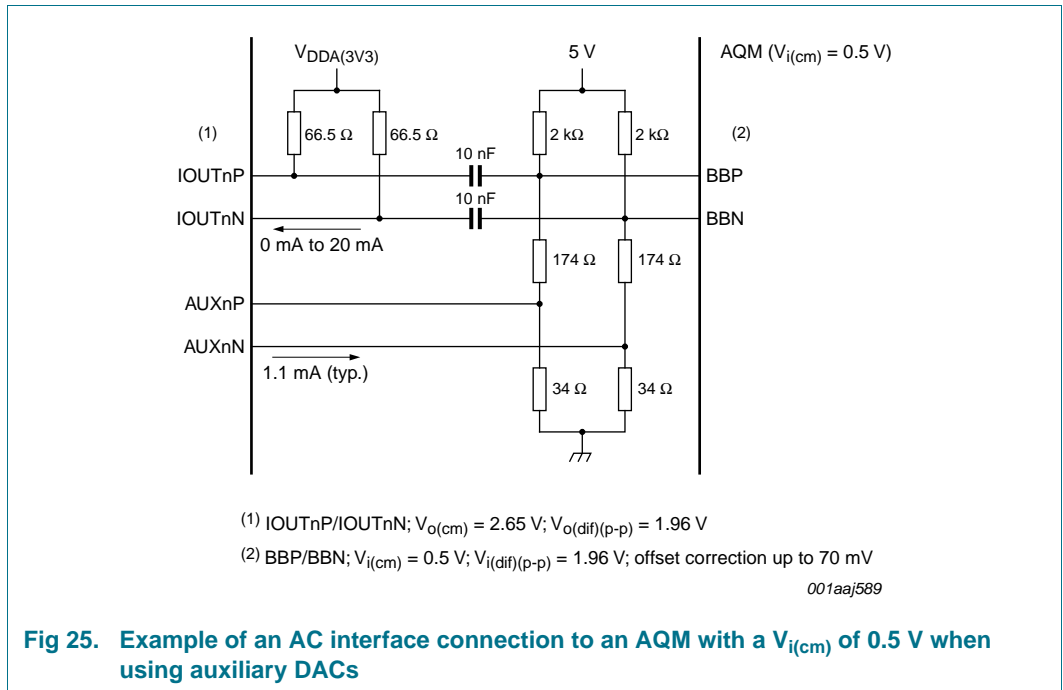 VDDA(3V3)
5 V
AQM (Vi(cm) = 0.5 V)
(1)
66.5 Ω
66.5 Ω
2 kΩ
2 kΩ
(2)
10 nF
IOUTnP
BBP
10 nF
IOUTnN
BBN
0 mA to 20 mA
174 Ω
174 Ω
AUXnP
AUXnN
1.1 mA (typ.)
34 Ω
34 Ω
(1) IOUTnP/IOUTnN; Vo(cm) = 2.65 V; Vo(dif)(p-p) = 1.96 V
(2) BBP/BBN; Vi(cm) = 0.5 V; Vi(dif)(p-p) = 1.96 V; offset correction up to 70 mV
001aaj589
Fig 25. Example of an AC interface connection to an AQM with a Vi(cm) of 0.5 V when
using auxiliary DACs